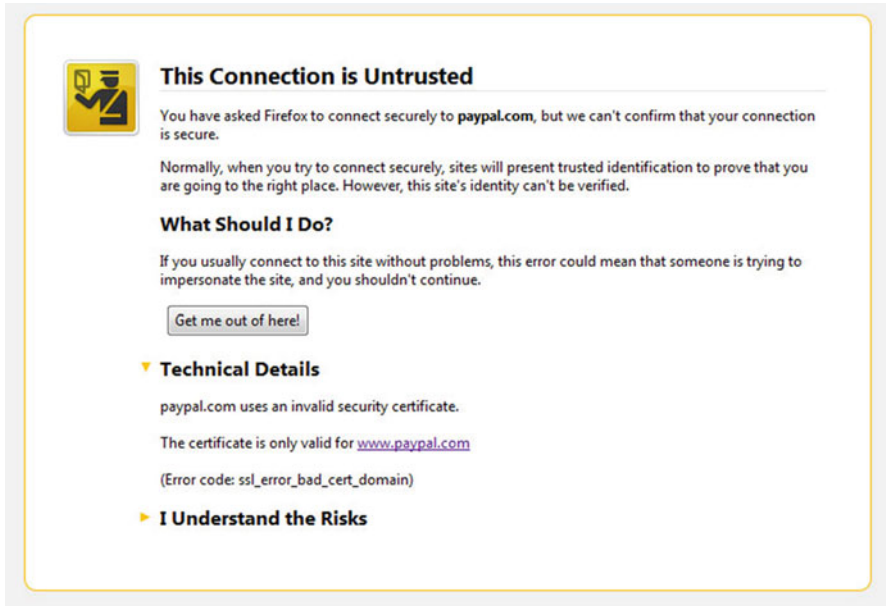 This Connection is Untrusted
You have asked Firefox to connect securely to paypal.com, but we can't confirm that your connection
is secure.
Normally, when you try to connect securely, sites will present trusted identification to prove that you
are going to the right place. However, this site's identity can't be verified.
What Should I Do?
If you usually connect to this site without problems, this error could mean that someone is trying to
impersonate the site, and you shouldn't continue.
Get me out of here!
Technical Details
paypal.com uses an invalid security certificate.
The certificate is only valid for www.paypal.com
(Error code: ssl_error_bad_cert_domain)
I Understand the Risks